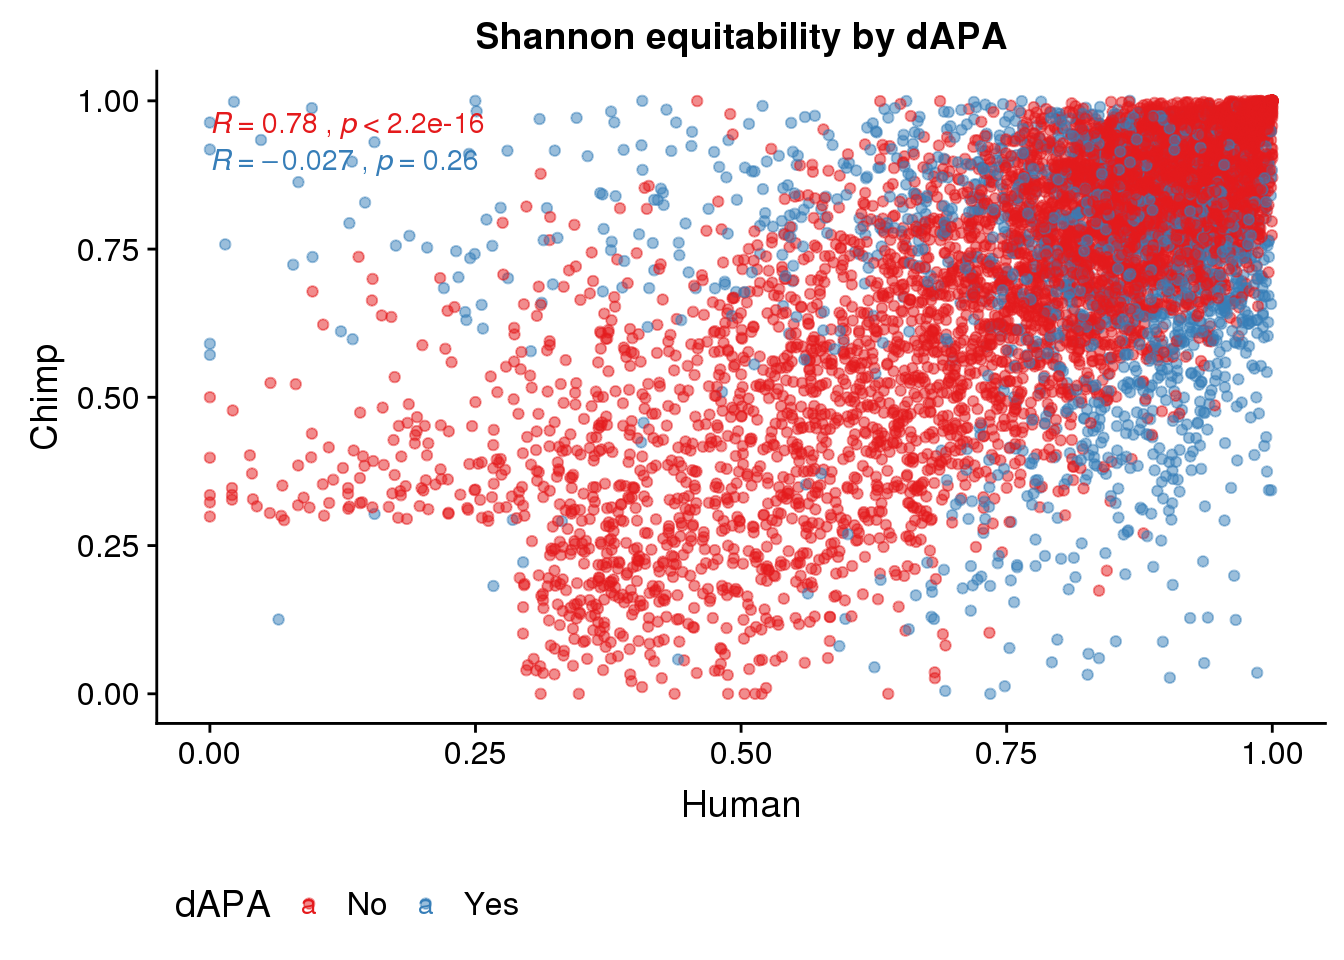 Shannon equitability by dAPA
Chimp
1.00
0.75
0.50
0.25
0.00
R = 0.78 , p < 2.2e-16
R = −0.027 , p = 0.26
0.00 0.25 0.50 0.75 1.00
Human
dAPA a No a Yes